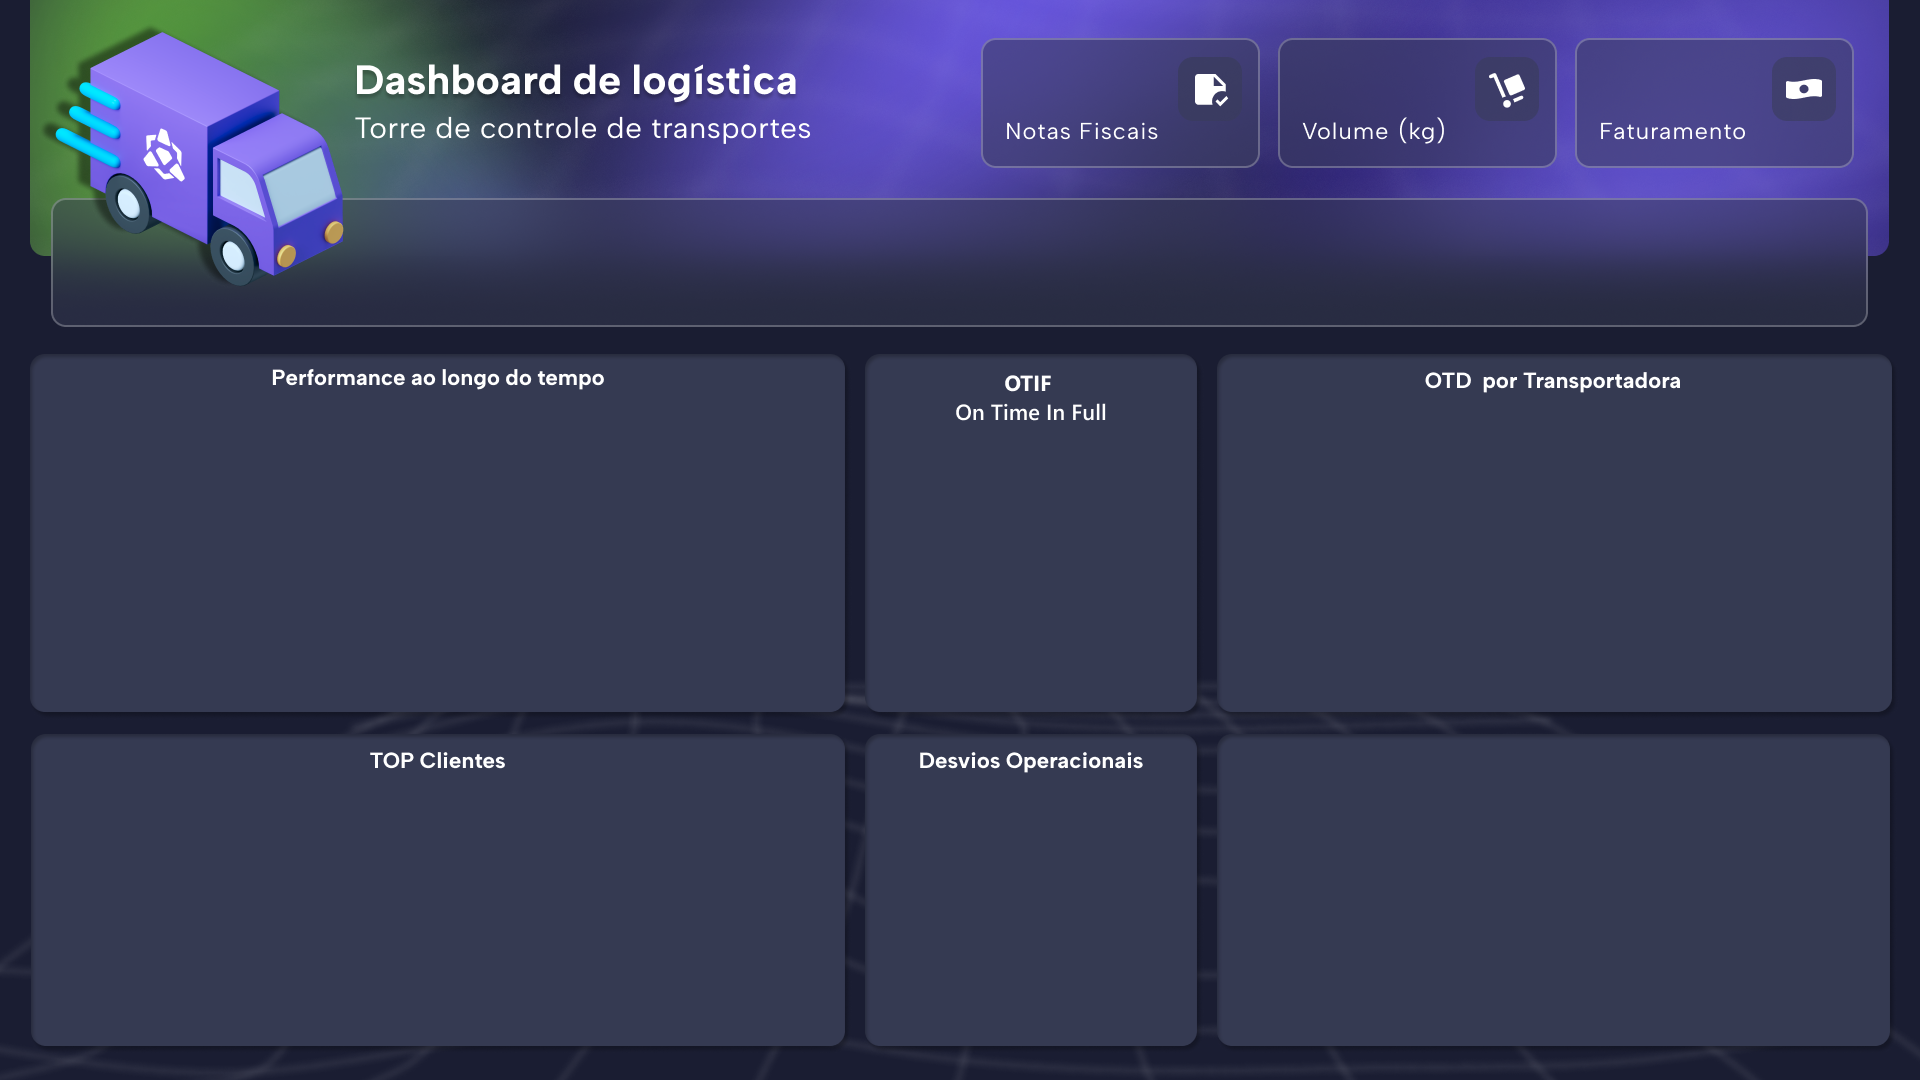 Dashboard de logística
Torre de controle de transportes
Notas Fiscais
Volume (kg)
Faturamento
Performance ao longo do tempo
OTIF
On Time In Full
OTD  por Transportadora
TOP Clientes
Desvios Operacionais